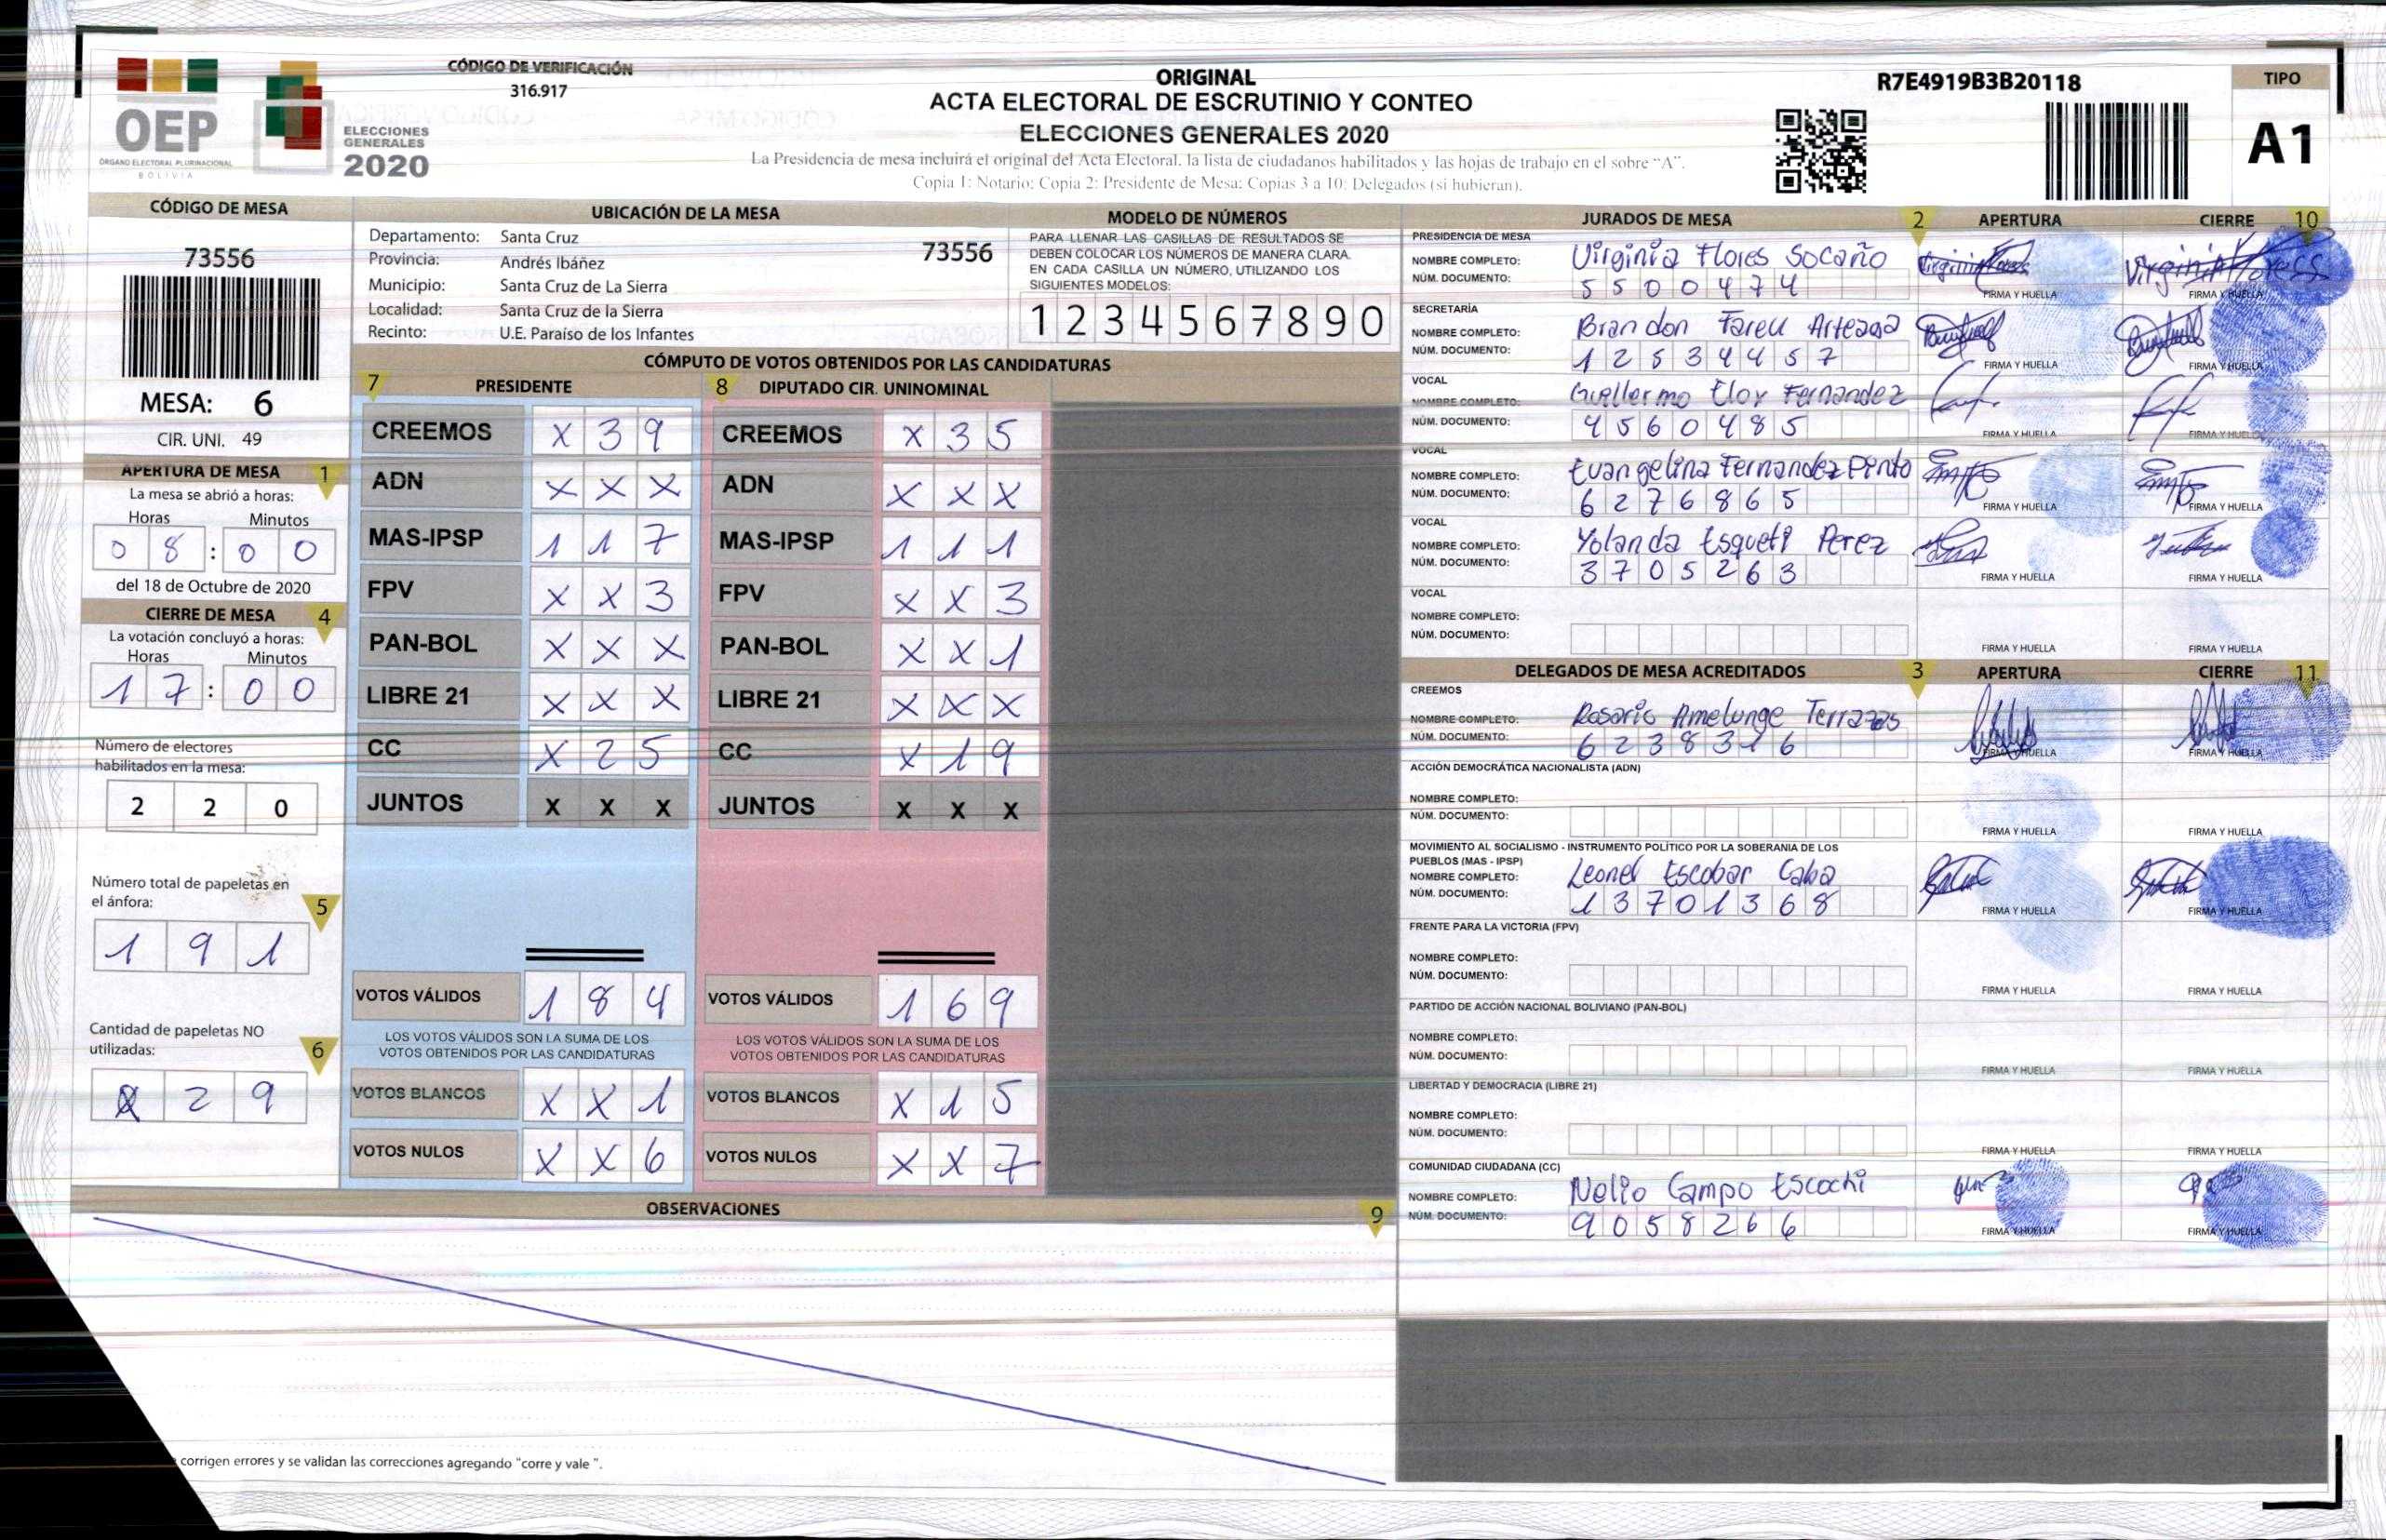 OEP
ÓRGANO ELECTORAL PLURINACIONAL
BOLIVIA
ELECCIONES
GENERALES
2020
CÓDIGO DE VERIFICACIÓN
316.917
ORIGINAL
ACTA ELECTORAL DE ESCRUTINIO Y CONTEO
ELECCIONES GENERALES 2020
La Presidencia de mesa incluirá el original del Acta Electoral, la lista de ciudadanos habilitados y las hojas de trabajo en el sobre "A".
Copia 1: Notario; Copia 2: Presidente de Mesa; Copias 3 a 10: Delegados (si hubieran).
R7E4919B3B20118
TIPO
A1
CÓDIGO DE MESA
73556
MESA: 6
CIR. UNI. 49
APERTURA DE MESA 1
La mesa se abrió a horas:
Horas Minutos
0 8 : 0 0
del 18 de Octubre de 2020
CIERRE DE MESA 4
La votación concluyó a horas:
Horas Minutos
1 7 : 0 0
Número de electores
habilitados en la mesa:
2 2 0
Número total de papeletas en
el ánfora: 5
1 9 1
Cantidad de papeletas NO
utilizadas: 6
2 9
UBICACIÓN DE LA MESA
Departamento: Santa Cruz 73556
Provincia: Andrés Ibáñez
Municipio: Santa Cruz de La Sierra
Localidad: Santa Cruz de la Sierra
Recinto: U.E. Paraíso de los Infantes
MODELO DE NÚMEROS
PARA LLENAR LAS CASILLAS DE RESULTADOS SE
DEBEN COLOCAR LOS NÚMEROS DE MANERA CLARA.
EN CADA CASILLA UN NÚMERO, UTILIZANDO LOS
SIGUIENTES MODELOS:
1 2 3 4 5 6 7 8 9 0
CÓMPUTO DE VOTOS OBTENIDOS POR LAS CANDIDATURAS
7 PRESIDENTE
CREEMOS X 3 9
ADN X X X
MAS-IPSP 1 1 7
FPV X X 3
PAN-BOL X X X
LIBRE 21 X X X
CC X 2 5
JUNTOS X X X
VOTOS VÁLIDOS 1 8 4
LOS VOTOS VÁLIDOS SON LA SUMA DE LOS
VOTOS OBTENIDOS POR LAS CANDIDATURAS
VOTOS BLANCOS X X 1
VOTOS NULOS X X 6
8 DIPUTADO CIR. UNINOMINAL
CREEMOS X 3 5
ADN X X X
MAS-IPSP 1 1 1
FPV X X 3
PAN-BOL X X 1
LIBRE 21 X X X
CC X 1 9
JUNTOS X X X
VOTOS VÁLIDOS 1 6 9
LOS VOTOS VÁLIDOS SON LA SUMA DE LOS
VOTOS OBTENIDOS POR LAS CANDIDATURAS
VOTOS BLANCOS X 1 5
VOTOS NULOS X X 7
OBSERVACIONES 9
corrigen errores y se validan las correcciones agregando "corre y vale ".
JURADOS DE MESA 2 APERTURA CIERRE 10
PRESIDENCIA DE MESA
NOMBRE COMPLETO: Virginia Flores Socaño
NÚM. DOCUMENTO: 5 5 0 0 4 7 4
FIRMA Y HUELLA FIRMA Y HUELLA
SECRETARÍA
NOMBRE COMPLETO: Brandon Fareu Arteaga
NÚM. DOCUMENTO: 1 2 5 3 4 4 5 7
FIRMA Y HUELLA FIRMA Y HUELLA
VOCAL
NOMBRE COMPLETO: Guellermo Eloy Fernandez
NÚM. DOCUMENTO: 4 5 6 0 4 8 5
FIRMA Y HUELLA FIRMA Y HUELLA
VOCAL
NOMBRE COMPLETO: Evangelina Fernandez Pinto
NÚM. DOCUMENTO: 6 2 7 6 8 6 5
FIRMA Y HUELLA FIRMA Y HUELLA
VOCAL
NOMBRE COMPLETO: Yolanda Esqueti Perez
NÚM. DOCUMENTO: 3 7 0 5 2 6 3
FIRMA Y HUELLA FIRMA Y HUELLA
VOCAL
NOMBRE COMPLETO:
NÚM. DOCUMENTO:
FIRMA Y HUELLA FIRMA Y HUELLA
DELEGADOS DE MESA ACREDITADOS 3 APERTURA CIERRE 11
CREEMOS
NOMBRE COMPLETO: Rosario Amelunge Terrazas
NÚM. DOCUMENTO: 6 2 3 8 3 1 6
FIRMA Y HUELLA FIRMA Y HUELLA
ACCIÓN DEMOCRÁTICA NACIONALISTA (ADN)
NOMBRE COMPLETO:
NÚM. DOCUMENTO:
FIRMA Y HUELLA FIRMA Y HUELLA
MOVIMIENTO AL SOCIALISMO - INSTRUMENTO POLÍTICO POR LA SOBERANIA DE LOS
PUEBLOS (MAS - IPSP)
NOMBRE COMPLETO: Leonel Escobar Caba
NÚM. DOCUMENTO: 1 3 7 0 1 3 6 8
FIRMA Y HUELLA FIRMA Y HUELLA
FRENTE PARA LA VICTORIA (FPV)
NOMBRE COMPLETO:
NÚM. DOCUMENTO:
FIRMA Y HUELLA FIRMA Y HUELLA
PARTIDO DE ACCIÓN NACIONAL BOLIVIANO (PAN-BOL)
NOMBRE COMPLETO:
NÚM. DOCUMENTO:
FIRMA Y HUELLA FIRMA Y HUELLA
LIBERTAD Y DEMOCRACIA (LIBRE 21)
NOMBRE COMPLETO:
NÚM. DOCUMENTO:
FIRMA Y HUELLA FIRMA Y HUELLA
COMUNIDAD CIUDADANA (CC)
NOMBRE COMPLETO: Nelio Campo Escochi
NÚM. DOCUMENTO: 9 0 5 8 2 6 6
FIRMA Y HUELLA FIRMA Y HUELLA